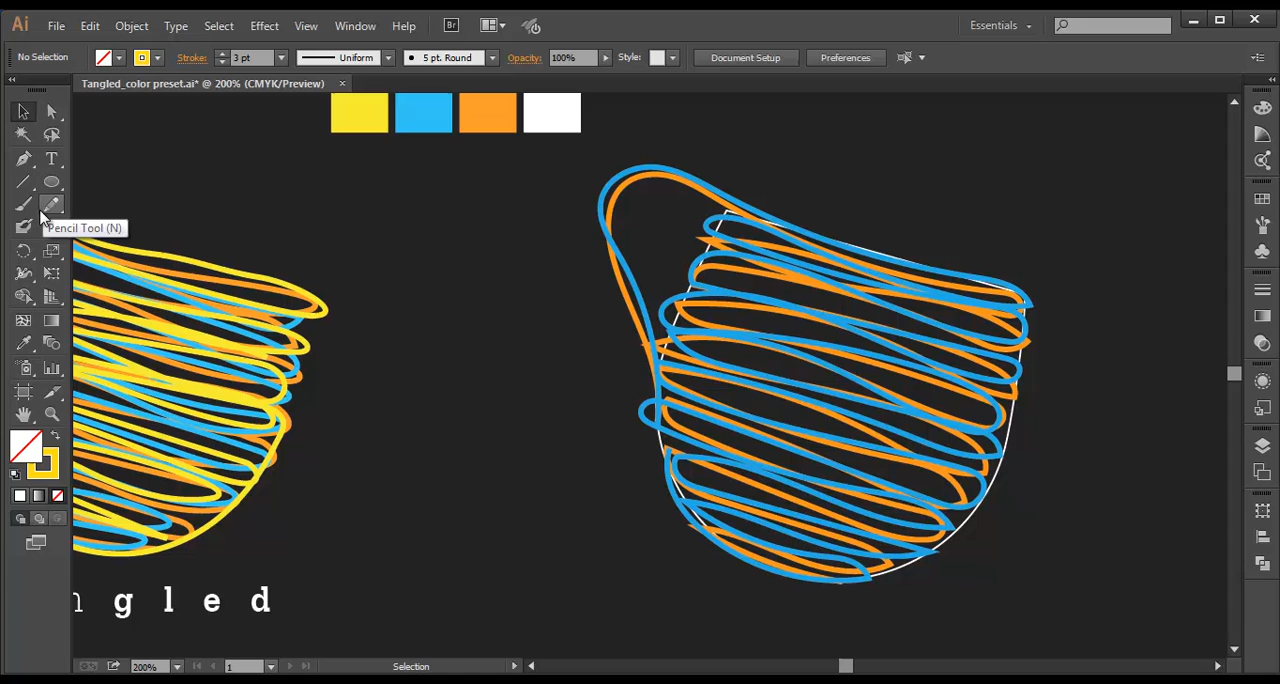 Ai File Edit Object Type Select Effect View Window Help Br Essentials
No Selection Stroke: 3 pt Uniform 5 pt. Round Opacity: 100% Style: Document Setup Preferences
Tangled_color preset.ai* @ 200% (CMYK/Preview)
T
Pencil Tool (N)
n g l e d
200% 1 Selection